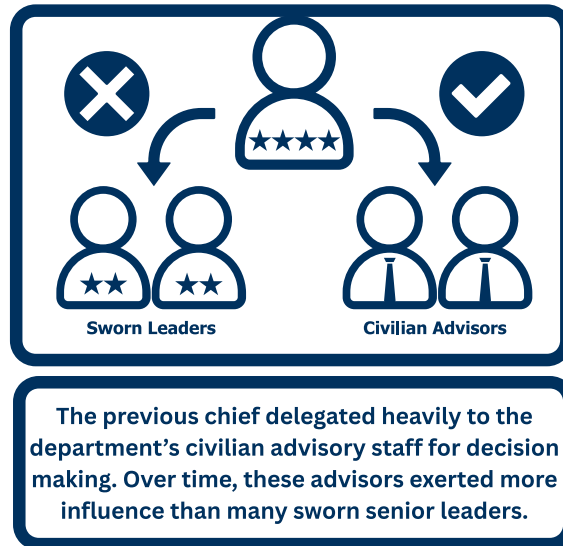 Sworn Leaders
Civilian Advisors
The previous chief delegated heavily to the
department’s civilian advisory staff for decision
making. Over time, these advisors exerted more
influence than many sworn senior leaders.